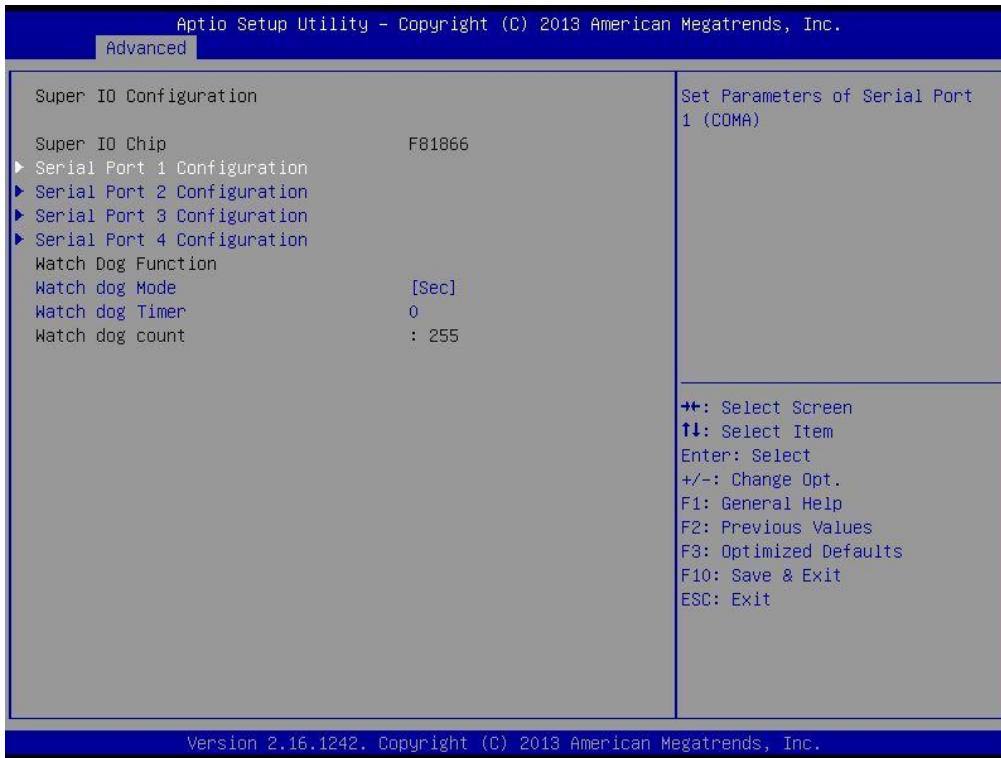 Aptio Setup Utility – Copyright (C) 2013 American Megatrends, Inc.
Advanced
Super IO Configuration
Super IO Chip F81866
Serial Port 1 Configuration
Serial Port 2 Configuration
Serial Port 3 Configuration
Serial Port 4 Configuration
Watch Dog Function
Watch dog Mode [Sec]
Watch dog Timer 0
Watch dog count : 255
Set Parameters of Serial Port
1 (COMA)
→←: Select Screen
↑↓: Select Item
Enter: Select
+/-: Change Opt.
F1: General Help
F2: Previous Values
F3: Optimized Defaults
F10: Save & Exit
ESC: Exit
Version 2.16.1242. Copyright (C) 2013 American Megatrends, Inc.